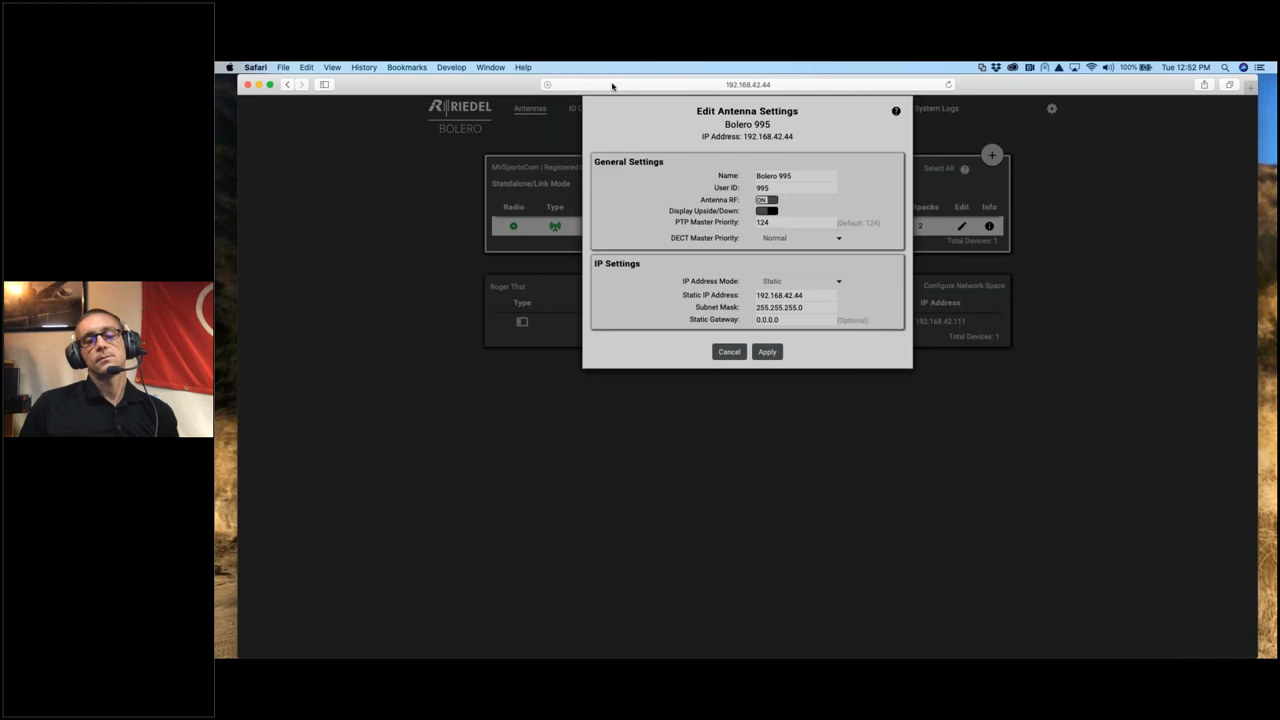 Safari File Edit View History Bookmarks Develop Window Help 100% Tue 12:52 PM
192.168.42.44
RIEDEL
BOLERO
Antennas
System Logs
Edit Antenna Settings
Bolero 995
IP Address: 192.168.42.44
General Settings
Name: Bolero 995
User ID: 995
Antenna RF: ON
Display Upside/Down:
PTP Master Priority: 124 (Default: 124)
DECT Master Priority: Normal
IP Settings
IP Address Mode: Static
Static IP Address: 192.168.42.44
Subnet Mask: 255.255.255.0
Static Gateway: 0.0.0.0 (Optional)
Cancel Apply
MVSportsCom | Registered
Standalone/Link Mode
Radio Type
Select All
Edit Info
2
Total Devices: 1
Roger That
Type
Configure Network Space
IP Address
192.168.42.111
Total Devices: 1